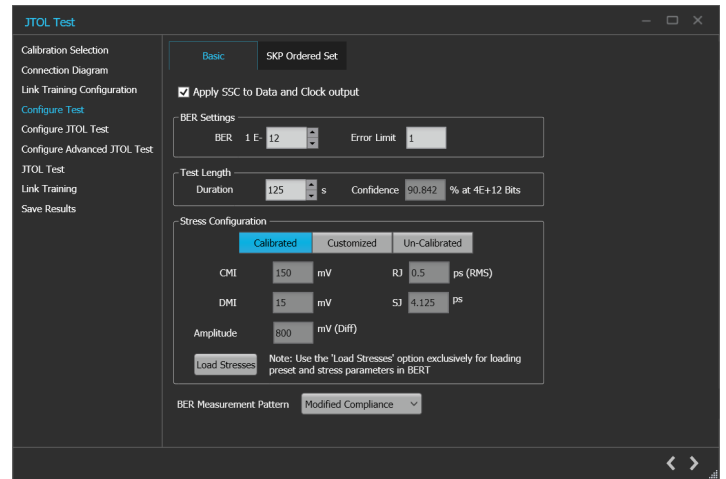 JTOL Test
Calibration Selection
Connection Diagram
Link Training Configuration
Configure Test
Configure JTOL Test
Configure Advanced JTOL Test
JTOL Test
Link Training
Save Results
Basic SKP Ordered Set
Apply SSC to Data and Clock output
BER Settings
BER 1 E- 12 Error Limit 1
Test Length
Duration 125 s Confidence 90.842 % at 4E+12 Bits
Stress Configuration
Calibrated Customized Un-Calibrated
CMI 150 mV RJ 0.5 ps (RMS)
DMI 15 mV SJ 4.125 ps
Amplitude 800 mV (Diff)
Load Stresses Note: Use the 'Load Stresses' option exclusively for loading
preset and stress parameters in BERT
BER Measurement Pattern Modified Compliance